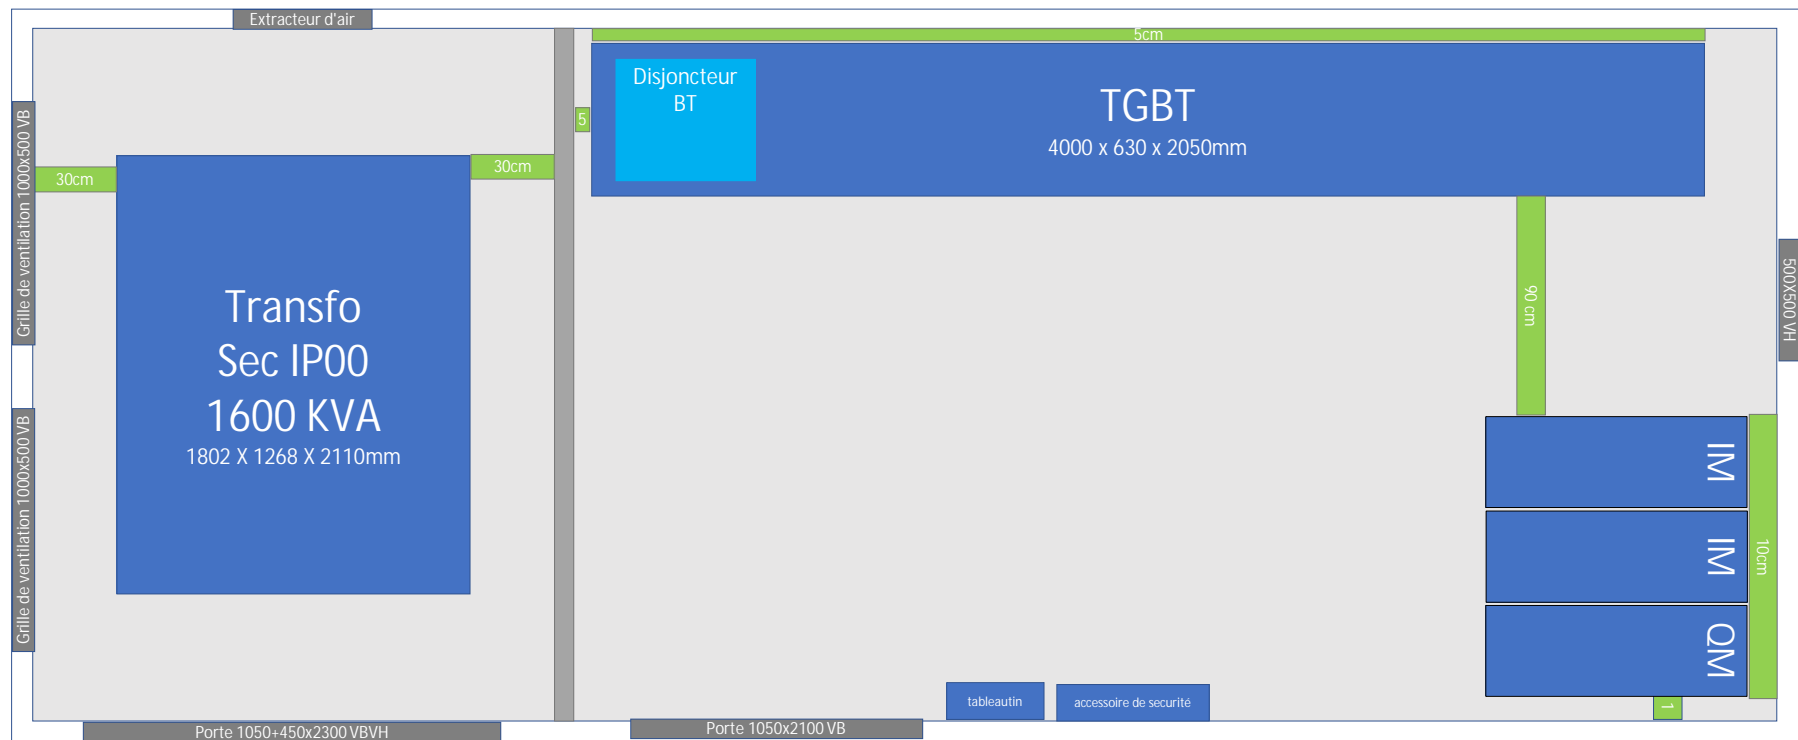 Extracteur d'air
5cm
Disjoncteur
BT
TGBT
4000 x 630 x 2050mm
5
Grille de ventilation 1000x500 VB
30cm
30cm
500X500 VH
90 cm
Transfo
Sec IP00
1600 KVA
1802 X 1268 X 2110mm
Grille de ventilation 1000x500 VB
IM
IM
QM
10cm
1
tableautin
accessoire de securité
Porte 1050+450x2300 VBVH
Porte 1050x2100 VB